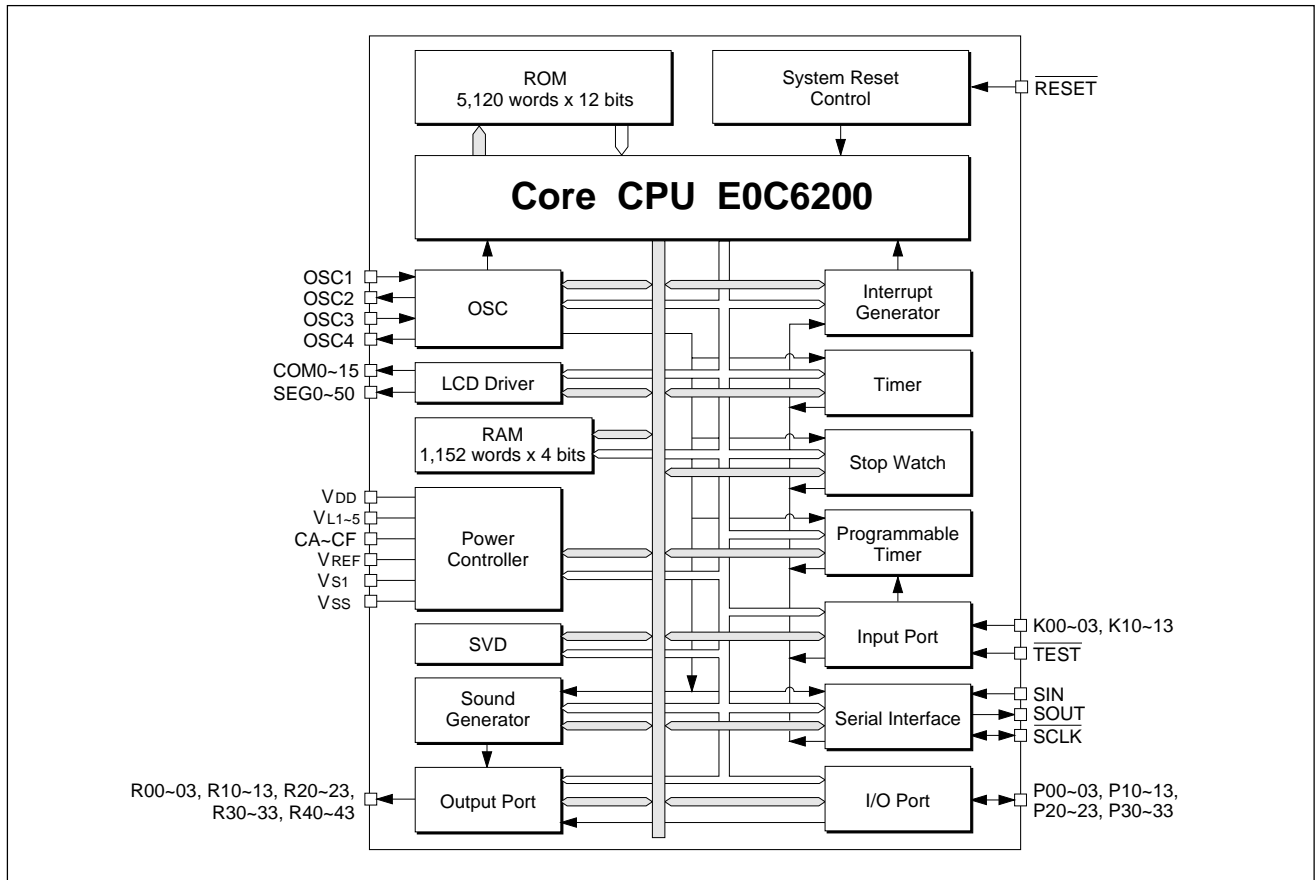 ROM
5,120 words x 12 bits
System Reset
Control
RESET
Core CPU E0C6200
OSC1
OSC2
OSC3
OSC4
OSC
Interrupt
Generator
COM0~15
SEG0~50
LCD Driver
Timer
RAM
1,152 words x 4 bits
Stop Watch
VDD
VL1~5
CA~CF
VREF
VS1
VSS
Power
Controller
Programmable
Timer
SVD
Input Port
K00~03, K10~13
TEST
Sound
Generator
Serial Interface
SIN
SOUT
SCLK
R00~03, R10~13, R20~23,
R30~33, R40~43
Output Port
I/O Port
P00~03, P10~13,
P20~23, P30~33